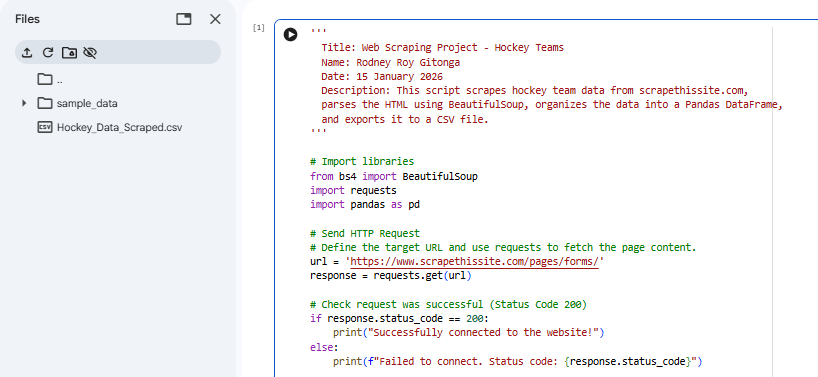 Files
..
sample_data
CSV Hockey_Data_Scraped.csv
[1]
'''
Title: Web Scraping Project - Hockey Teams
Name: Rodney Roy Gitonga
Date: 15 January 2026
Description: This script scrapes hockey team data from scrapethissite.com,
parses the HTML using BeautifulSoup, organizes the data into a Pandas DataFrame,
and exports it to a CSV file.
'''
# Import libraries
from bs4 import BeautifulSoup
import requests
import pandas as pd
# Send HTTP Request
# Define the target URL and use requests to fetch the page content.
url = 'https://www.scrapethissite.com/pages/forms/'
response = requests.get(url)
# Check request was successful (Status Code 200)
if response.status_code == 200:
    print("Successfully connected to the website!")
else:
    print(f"Failed to connect. Status code: {response.status_code}")